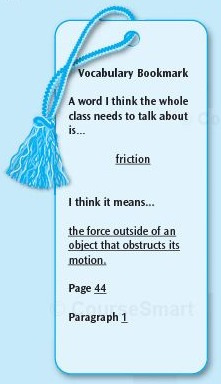 Vocabulary Bookmark
A word I think the whole
class needs to talk about
is...
friction
I think it means...
the force outside of an
object that obstructs its
motion.
Page 44
Paragraph 1
© CourseSmart